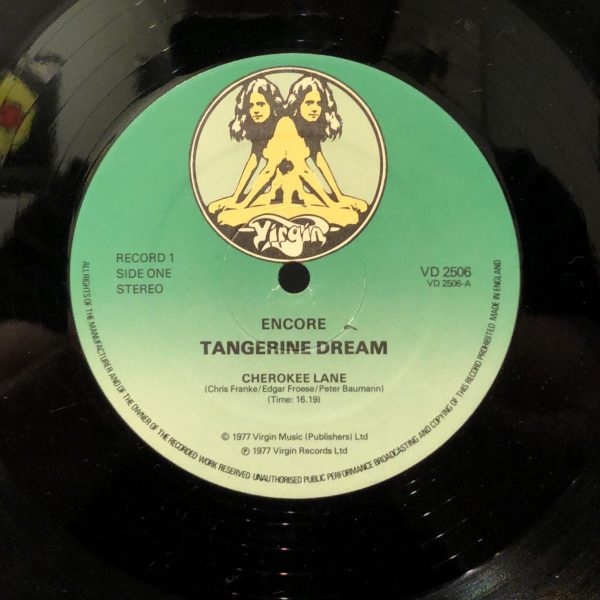 Virgin
RECORD 1
SIDE ONE
STEREO
VD 2506
VD 2506-A
ENCORE
TANGERINE DREAM
CHEROKEE LANE
(Chris Franke/Edgar Froese/Peter Baumann)
(Time: 16.19)
© 1977 Virgin Music (Publishers) Ltd
℗ 1977 Virgin Records Ltd
ALL RIGHTS OF THE MANUFACTURER AND OF THE OWNER OF THE RECORDED WORK RESERVED UNAUTHORISED PUBLIC PERFORMANCE BROADCASTING AND COPYING OF THIS RECORD PROHIBITED MADE IN ENGLAND